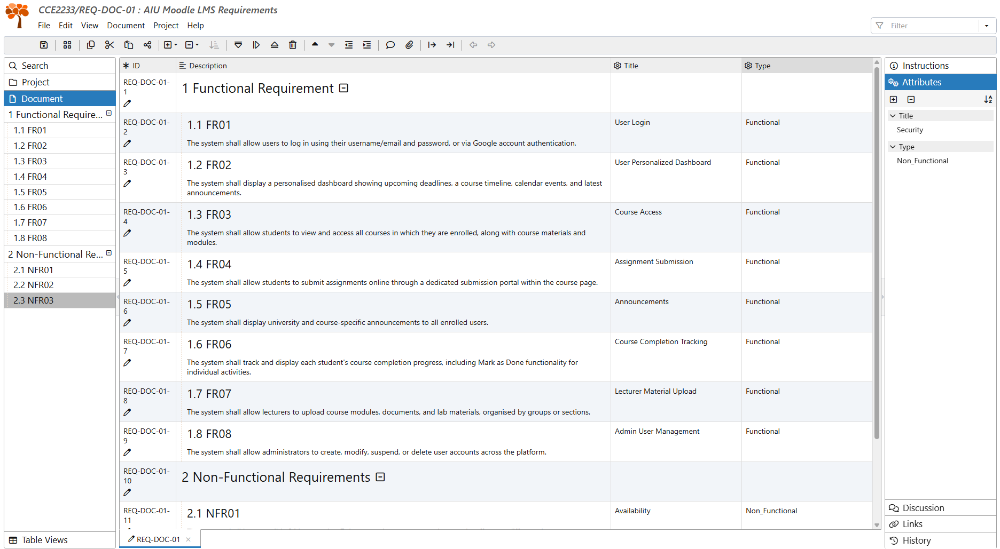 CCE2233/REQ-DOC-01 : AIU Moodle LMS Requirements
File Edit View Document Project Help
Filter
Search
Project
Document
1 Functional Require...
1.1 FR01
1.2 FR02
1.3 FR03
1.4 FR04
1.5 FR05
1.6 FR06
1.7 FR07
1.8 FR08
2 Non-Functional Re...
2.1 NFR01
2.2 NFR02
2.3 NFR03
Table Views
ID Description Title Type
REQ-DOC-01-
1
1 Functional Requirement
REQ-DOC-01-
2
1.1 FR01
The system shall allow users to log in using their username/email and password, or via Google account authentication.
User Login
Functional
REQ-DOC-01-
3
1.2 FR02
The system shall display a personalised dashboard showing upcoming deadlines, a course timeline, calendar events, and latest
announcements.
User Personalized Dashboard
Functional
REQ-DOC-01-
4
1.3 FR03
The system shall allow students to view and access all courses in which they are enrolled, along with course materials and
modules.
Course Access
Functional
REQ-DOC-01-
5
1.4 FR04
The system shall allow students to submit assignments online through a dedicated submission portal within the course page.
Assignment Submission
Functional
REQ-DOC-01-
6
1.5 FR05
The system shall display university and course-specific announcements to all enrolled users.
Announcements
Functional
REQ-DOC-01-
7
1.6 FR06
The system shall track and display each student's course completion progress, including Mark as Done functionality for
individual activities.
Course Completion Tracking
Functional
REQ-DOC-01-
8
1.7 FR07
The system shall allow lecturers to upload course modules, documents, and lab materials, organised by groups or sections.
Lecturer Material Upload
Functional
REQ-DOC-01-
9
1.8 FR08
The system shall allow administrators to create, modify, suspend, or delete user accounts across the platform.
Admin User Management
Functional
REQ-DOC-01-
10
2 Non-Functional Requirements
REQ-DOC-01-
11
2.1 NFR01
Availability
Non_Functional
REQ-DOC-01
Instructions
Attributes
Title
Security
Type
Non_Functional
Discussion
Links
History